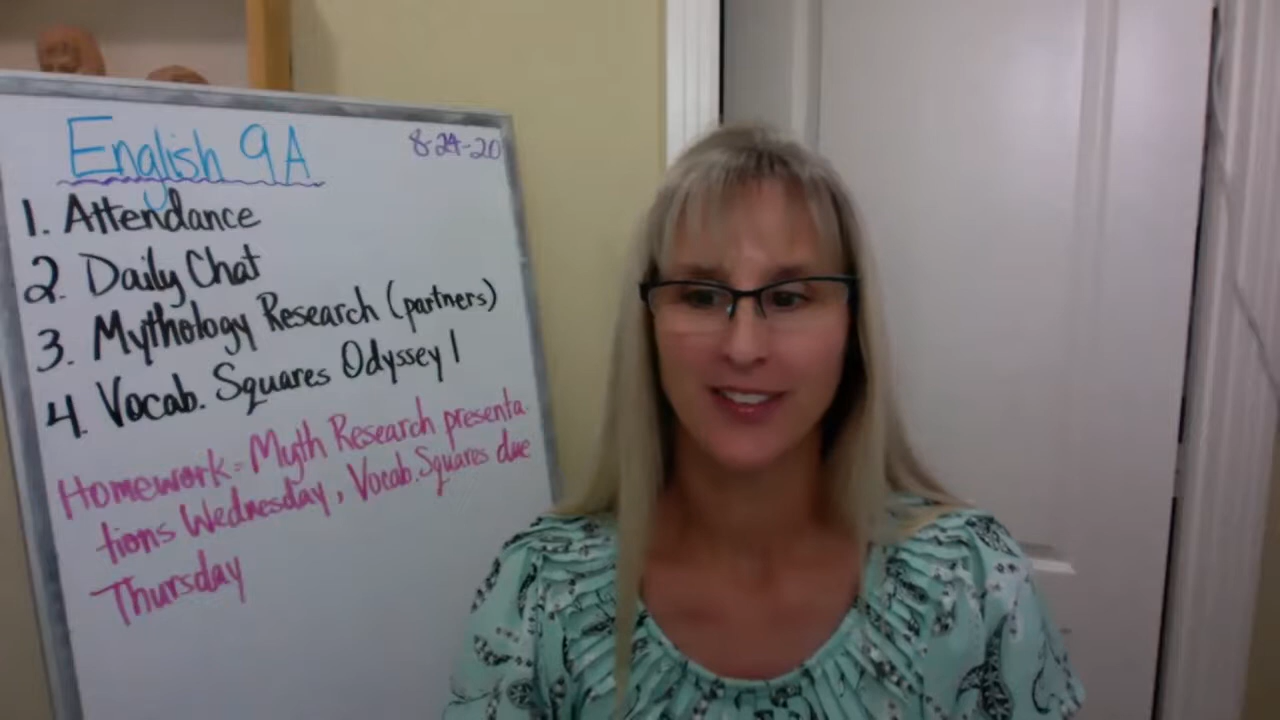 English 9A
8-24-20
1. Attendance
2. Daily Chat
3. Mythology Research (partners)
4. Vocab. Squares Odyssey 1
Homework = Myth Research presenta-
tions Wednesday, Vocab. Squares due
Thursday